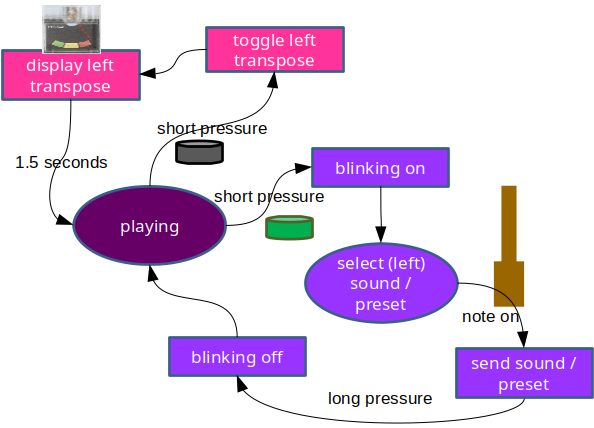 toggle left
transpose
display left
transpose
short pressure
1.5 seconds
blinking on
short pressure
playing
select (left)
sound /
preset
note on
blinking off
send sound /
preset
long pressure